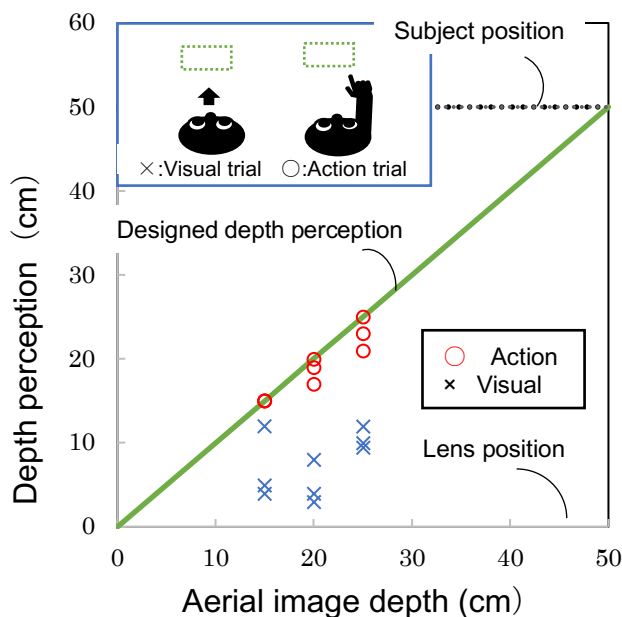 60
50
40
30
20
10
0
0
10
20
30
40
50
Depth perception （cm）
Aerial image depth (cm）
×:Visual trial ○:Action trial
Subject position
Designed depth perception
○ Action
× Visual
Lens position